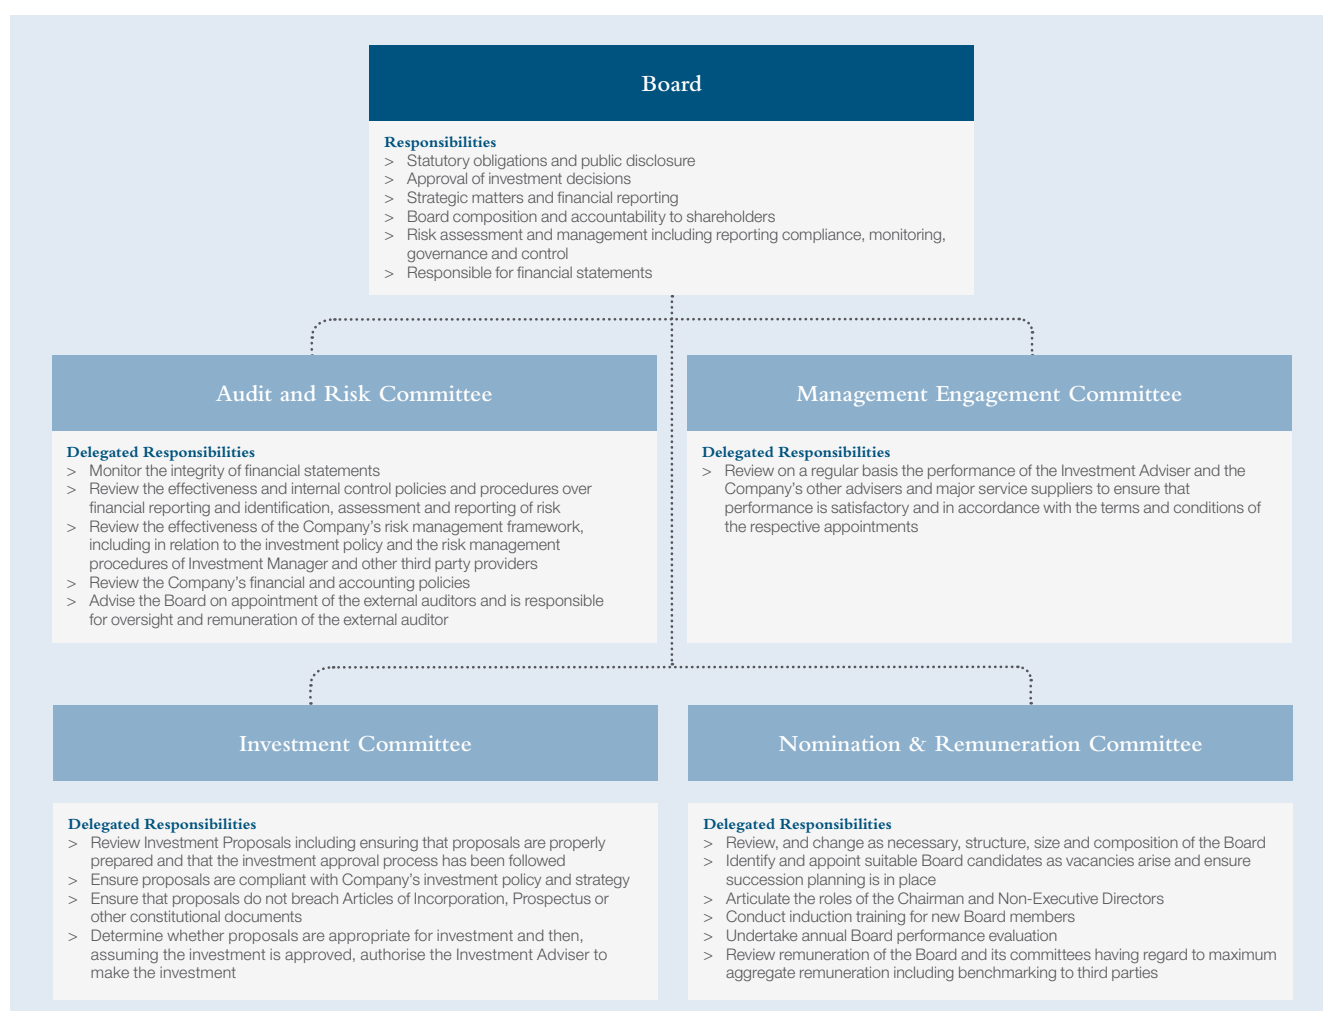 Board
Responsibilities
> Statutory obligations and public disclosure
> Approval of investment decisions
> Strategic matters and financial reporting
> Board composition and accountability to shareholders
> Risk assessment and management including reporting compliance, monitoring,
governance and control
> Responsible for financial statements
Audit and Risk Committee
Delegated Responsibilities
> Monitor the integrity of financial statements
> Review the effectiveness and internal control policies and procedures over
financial reporting and identification, assessment and reporting of risk
> Review the effectiveness of the Company's risk management framework,
including in relation to the investment policy and the risk management
procedures of Investment Manager and other third party providers
> Review the Company's financial and accounting policies
> Advise the Board on appointment of the external auditors and is responsible
for oversight and remuneration of the external auditor
Management Engagement Committee
Delegated Responsibilities
> Review on a regular basis the performance of the Investment Adviser and the
Company's other advisers and major service suppliers to ensure that
performance is satisfactory and in accordance with the terms and conditions of
the respective appointments
Investment Committee
Delegated Responsibilities
> Review Investment Proposals including ensuring that proposals are properly
prepared and that the investment approval process has been followed
> Ensure proposals are compliant with Company's investment policy and strategy
> Ensure that proposals do not breach Articles of Incorporation, Prospectus or
other constitutional documents
> Determine whether proposals are appropriate for investment and then,
assuming the investment is approved, authorise the Investment Adviser to
make the investment
Nomination & Remuneration Committee
Delegated Responsibilities
> Review, and change as necessary, structure, size and composition of the Board
> Identify and appoint suitable Board candidates as vacancies arise and ensure
succession planning is in place
> Articulate the roles of the Chairman and Non-Executive Directors
> Conduct induction training for new Board members
> Undertake annual Board performance evaluation
> Review remuneration of the Board and its committees having regard to maximum
aggregate remuneration including benchmarking to third parties